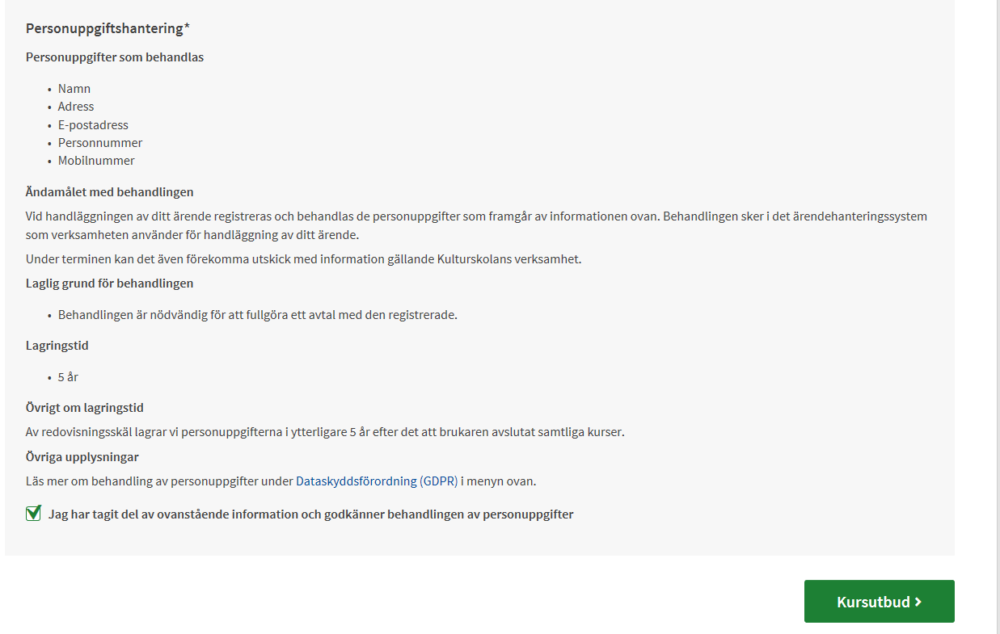 Personuppgiftshantering*
Personuppgifter som behandlas
• Namn
• Adress
• E-postadress
• Personnummer
• Mobilnummer
Ändamålet med behandlingen
Vid handläggningen av ditt ärende registreras och behandlas de personuppgifter som framgår av informationen ovan. Behandlingen sker i det ärendehanteringssystem
som verksamheten använder för handläggning av ditt ärende.
Under terminen kan det även förekomma utskick med information gällande Kulturskolans verksamhet.
Laglig grund för behandlingen
• Behandlingen är nödvändig för att fullgöra ett avtal med den registrerade.
Lagringstid
• 5 år
Övrigt om lagringstid
Av redovisningsskäl lagrar vi personuppgifterna i ytterligare 5 år efter det att brukaren avslutat samtliga kurser.
Övriga upplysningar
Läs mer om behandling av personuppgifter under Dataskyddsförordning (GDPR) i menyn ovan.
Jag har tagit del av ovanstående information och godkänner behandlingen av personuppgifter
Kursutbud >